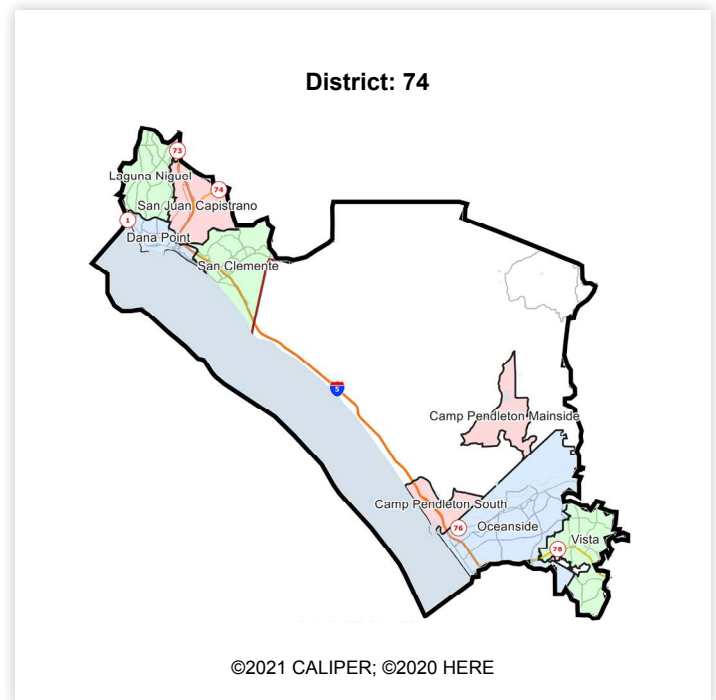 District: 74
73
Laguna Niguel
74
San Juan Capistrano
1
Dana Point
San Clemente
5
Camp Pendleton Mainside
Camp Pendleton South
76
Oceanside
Vista
78
©2021 CALIPER; ©2020 HERE